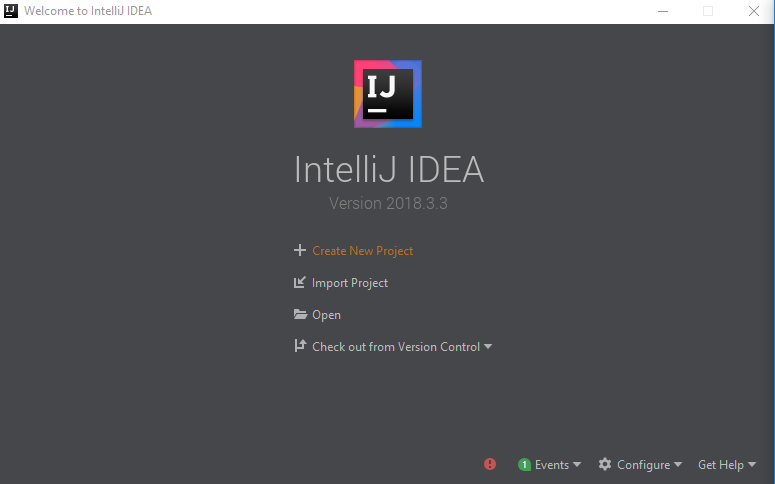 IJ Welcome to IntelliJ IDEA
IJ
IntelliJ IDEA
Version 2018.3.3
Create New Project
Import Project
Open
Check out from Version Control
! 1 Events Configure Get Help